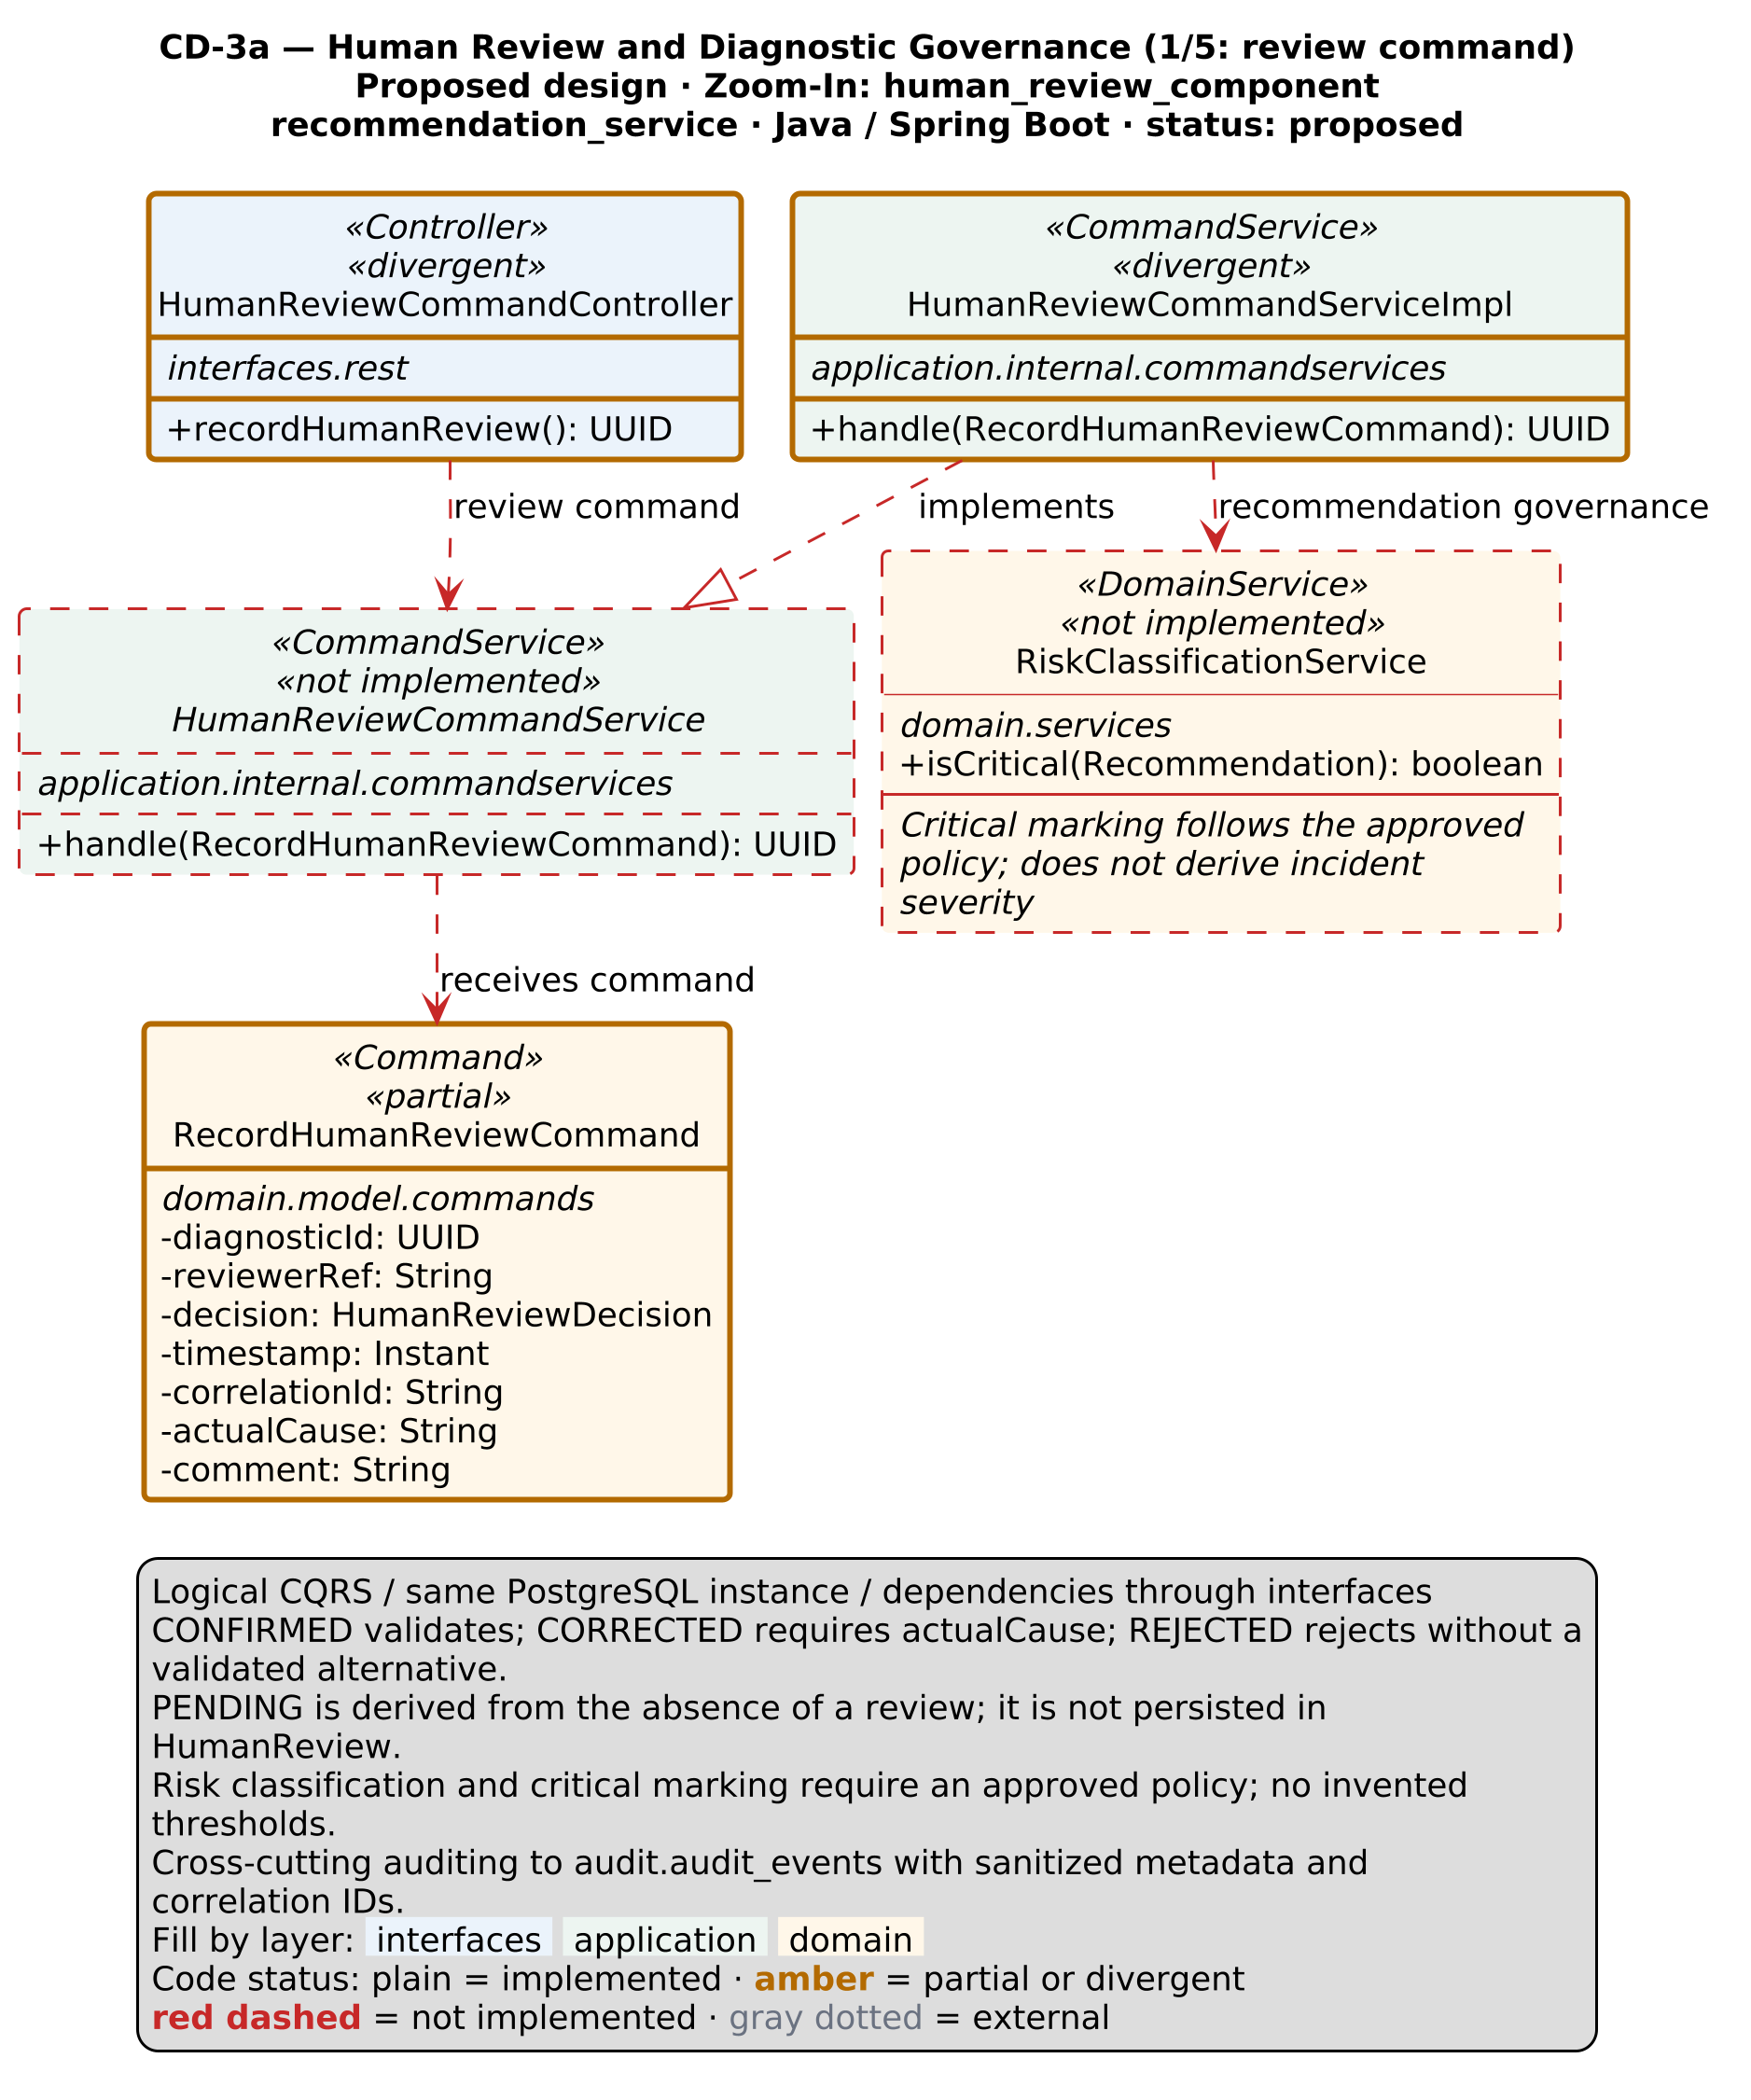 CD-3a — Human Review and Diagnostic Governance (1/5: review command)
Proposed design · Zoom-In: human_review_component
recommendation_service · Java / Spring Boot · status: proposed
«Controller»
«divergent»
HumanReviewCommandController
interfaces.rest
+recordHumanReview(): UUID
«CommandService»
«divergent»
HumanReviewCommandServiceImpl
application.internal.commandservices
+handle(RecordHumanReviewCommand): UUID
review command
implements
recommendation governance
«CommandService»
«not implemented»
HumanReviewCommandService
application.internal.commandservices
+handle(RecordHumanReviewCommand): UUID
«DomainService»
«not implemented»
RiskClassificationService
domain.services
+isCritical(Recommendation): boolean
Critical marking follows the approved
policy; does not derive incident
severity
receives command
«Command»
«partial»
RecordHumanReviewCommand
domain.model.commands
-diagnosticId: UUID
-reviewerRef: String
-decision: HumanReviewDecision
-timestamp: Instant
-correlationId: String
-actualCause: String
-comment: String
Logical CQRS / same PostgreSQL instance / dependencies through interfaces
CONFIRMED validates; CORRECTED requires actualCause; REJECTED rejects without a
validated alternative.
PENDING is derived from the absence of a review; it is not persisted in
HumanReview.
Risk classification and critical marking require an approved policy; no invented
thresholds.
Cross-cutting auditing to audit.audit_events with sanitized metadata and
correlation IDs.
Fill by layer: interfaces application domain
Code status: plain = implemented · amber = partial or divergent
red dashed = not implemented · gray dotted = external